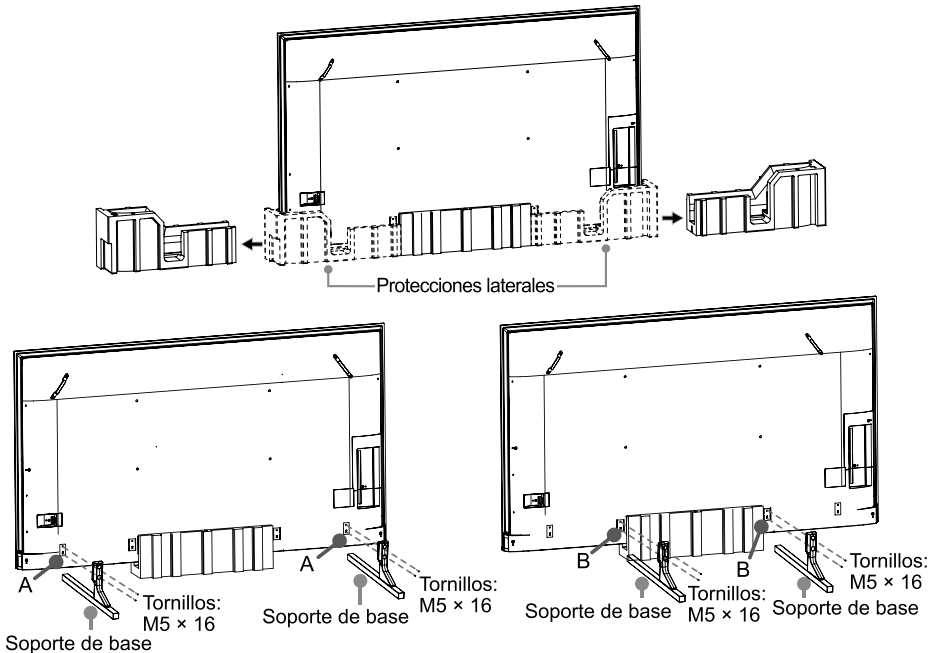 Protecciones laterales
A
A
Tornillos:
M5 × 16
Tornillos:
M5 × 16
Soporte de base
Soporte de base
B
B
Tornillos:
M5 × 16
Tornillos:
M5 × 16
Soporte de base
Soporte de base